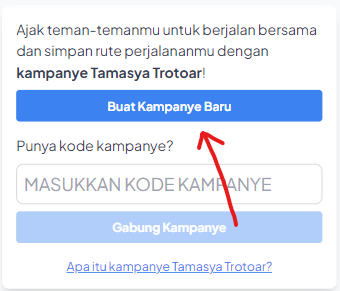 Ajak teman-temanmu untuk berjalan bersama
dan simpan rute perjalananmu dengan
kampanye Tamasya Trotoar!
Buat Kampanye Baru
Punya kode kampanye?
MASUKKAN KODE KAMPANYE
Gabung Kampanye
Apa itu kampanye Tamasya Trotoar?